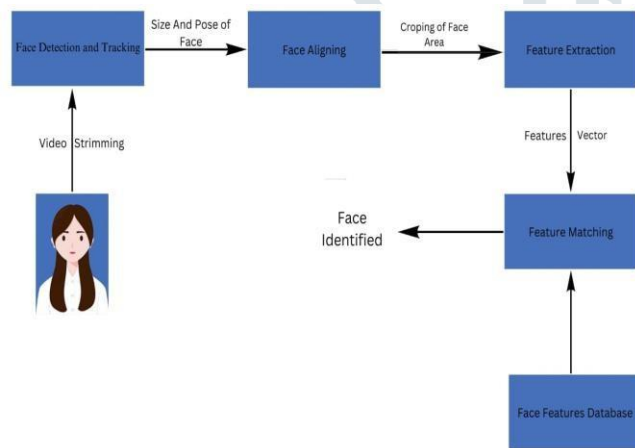 Face Detection and Tracking
Size And Pose of
Face
Face Aligning
Croping of Face
Area
Feature Extraction
Video Strimming
Features Vector
Feature Matching
Face
Identified
Face Features Database